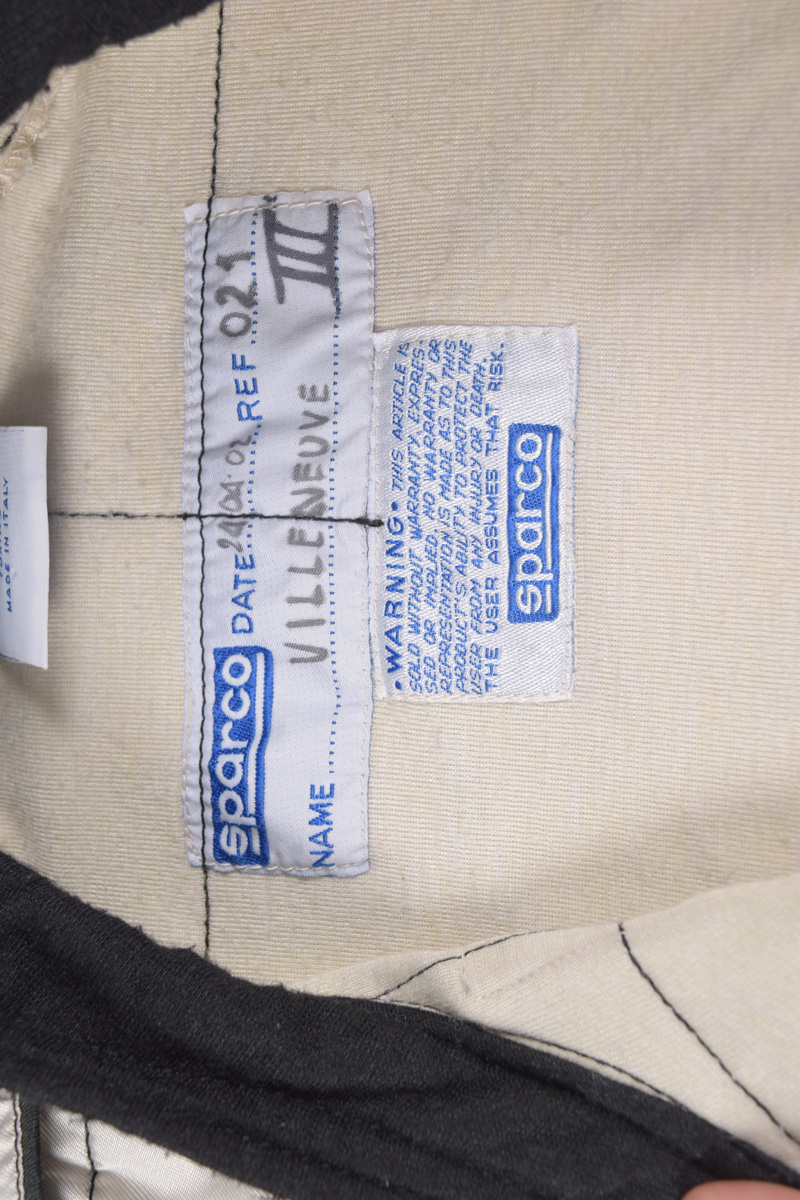 sparco DATE 24.04.02 REF 021
III
VILLENEUVE
NAME
• WARNING • THIS ARTICLE IS
SOLD WITHOUT WARRANTY, EXPRES-
SED OR IMPLIED. NO WARRANTY OR
REPRESENTATION IS MADE AS TO THIS
PRODUCT'S ABILITY TO PROTECT THE
USER FROM ANY INJURY OR DEATH.
THE USER ASSUMES THAT RISK.
sparco
MADE IN ITALY